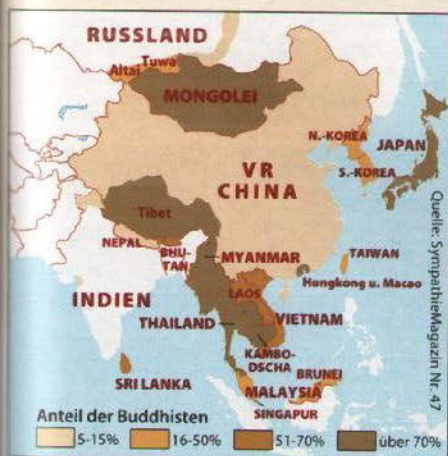 RUSSLAND
Altai
Tuwa
MONGOLEI
N.-KOREA
JAPAN
S.-KOREA
VR
CHINA
Tibet
NEPAL
BHU-
TAN
MYANMAR
TAIWAN
Hongkong u. Macao
INDIEN
LAOS
THAILAND
VIETNAM
KAMBO-
DSCHA
BRUNEI
SRI LANKA
MALAYSIA
SINGAPUR
Quelle: SympathieMagazin Nr. 47
Anteil der Buddhisten
5-15%
16-50%
51-70%
über 70%